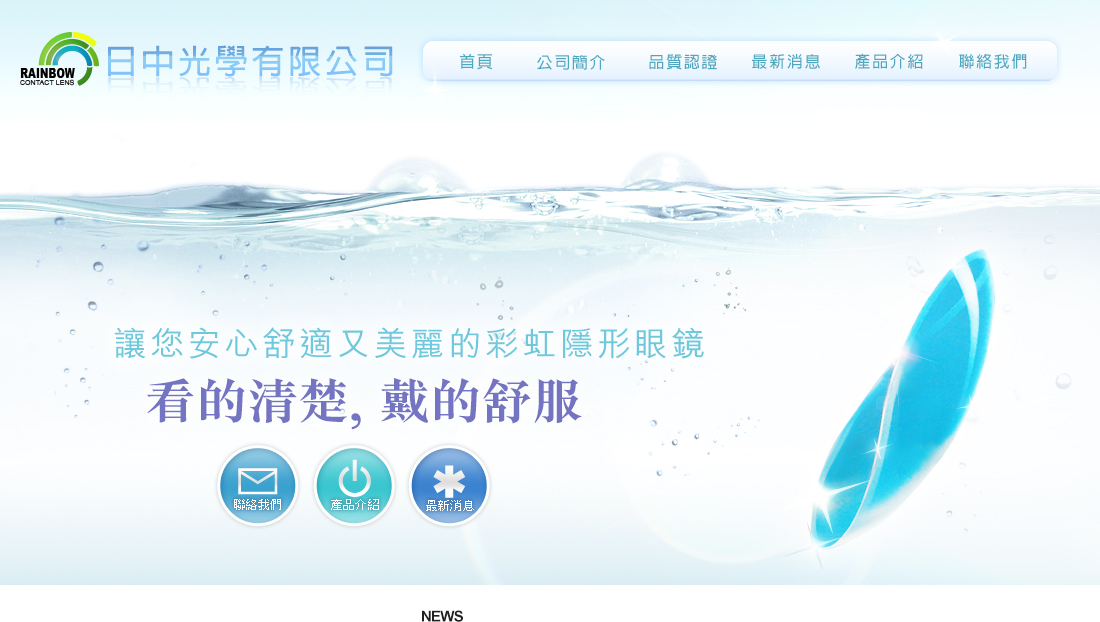 RAINBOW
CONTACT LENS
日中光學有限公司
首頁 公司簡介 品質認證 最新消息 產品介紹 聯絡我們
讓您安心舒適又美麗的彩虹隱形眼鏡
看的清楚, 戴的舒服
聯絡我們 產品介紹 最新消息
NEWS